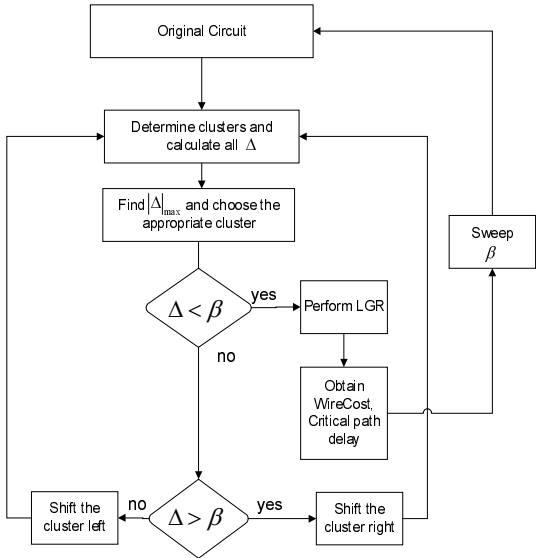 Original Circuit
Determine clusters and
calculate all Δ
Find |Δ|max and choose the
appropriate cluster
Sweep
β
Δ < β
yes
Perform LGR
no
Obtain
WireCost,
Critical path
delay
Shift the
cluster left
no
Δ > β
yes
Shift the
cluster right